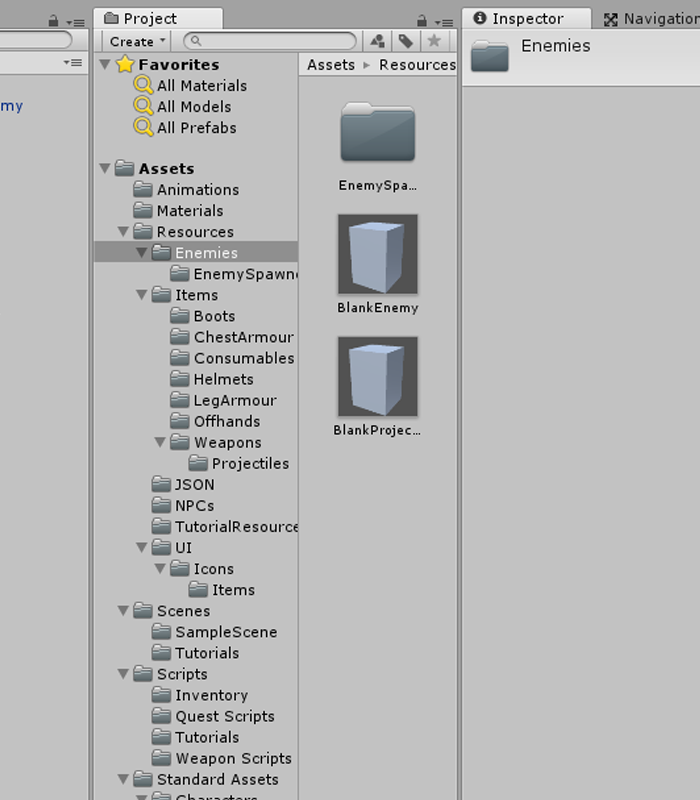 Project
Inspector
Navigation
Create
Enemies
my
Favorites
All Materials
All Models
All Prefabs
Assets
Animations
Materials
Resources
Enemies
EnemySpawn
Items
Boots
ChestArmour
Consumables
Helmets
LegArmour
Offhands
Weapons
Projectiles
JSON
NPCs
TutorialResource
UI
Icons
Items
Scenes
SampleScene
Tutorials
Scripts
Inventory
Quest Scripts
Tutorials
Weapon Scripts
Standard Assets
Characters
Assets ▸ Resources
EnemySpa...
BlankEnemy
BlankProjec...